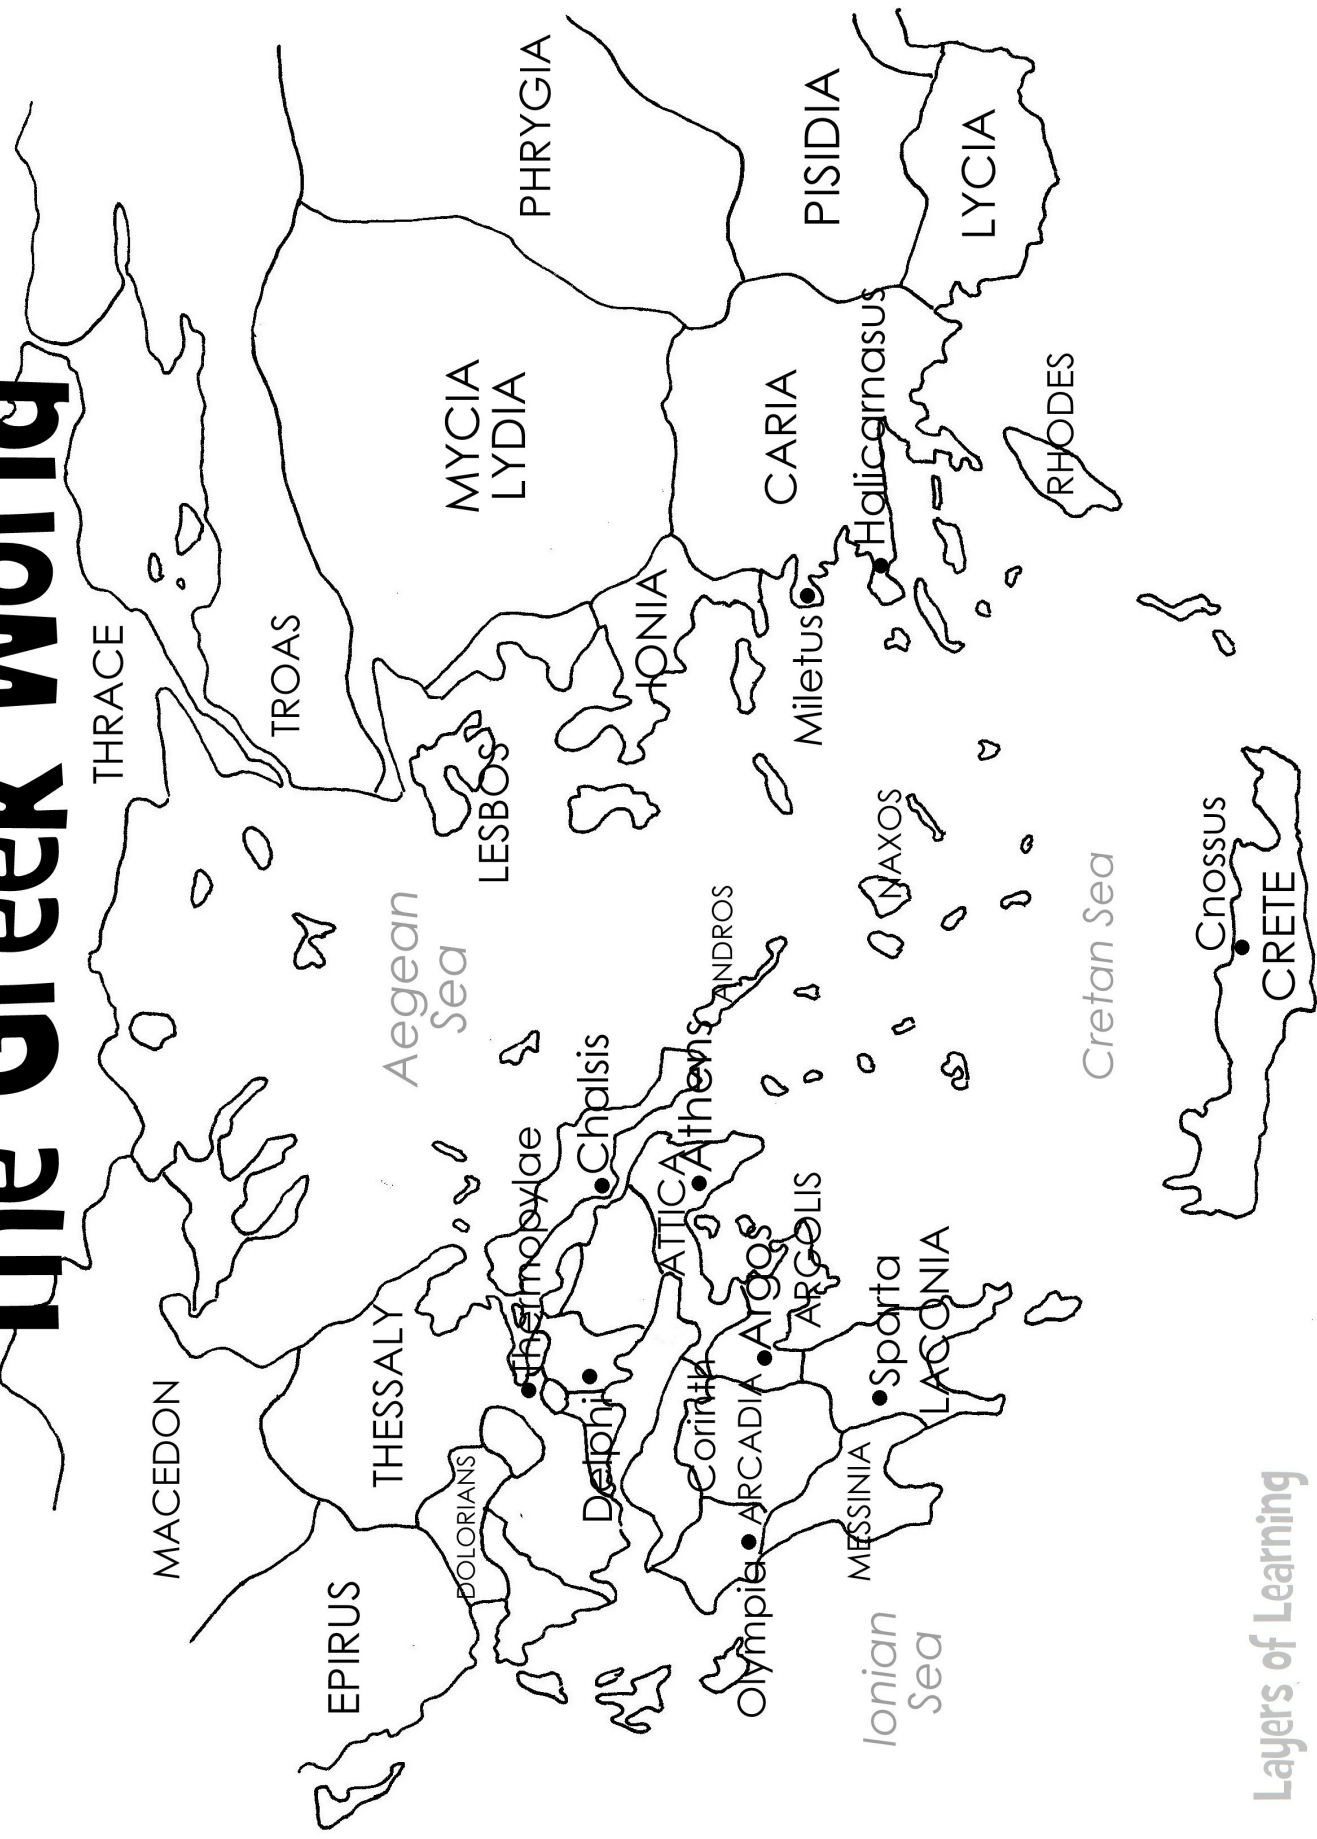 The Greek World
THRACE
MACEDON
TROAS
EPIRUS
THESSALY
Aegean
Sea
MYCIA
LYDIA
PHRYGIA
LESBOS
DOLORIANS
Thermopylae
Chalsis
Delphi
IONIA
ATTICA
Athens
ANDROS
Corinth
ARCADIA
Argos
Olympia
CARIA
Miletus
PISIDIA
ARGOLIS
MESSINIA
Sparta
NAXOS
Halicarnasus
LACONIA
Ionian
Sea
LYCIA
RHODES
Cretan Sea
Cnossus
CRETE
Layers of Learning